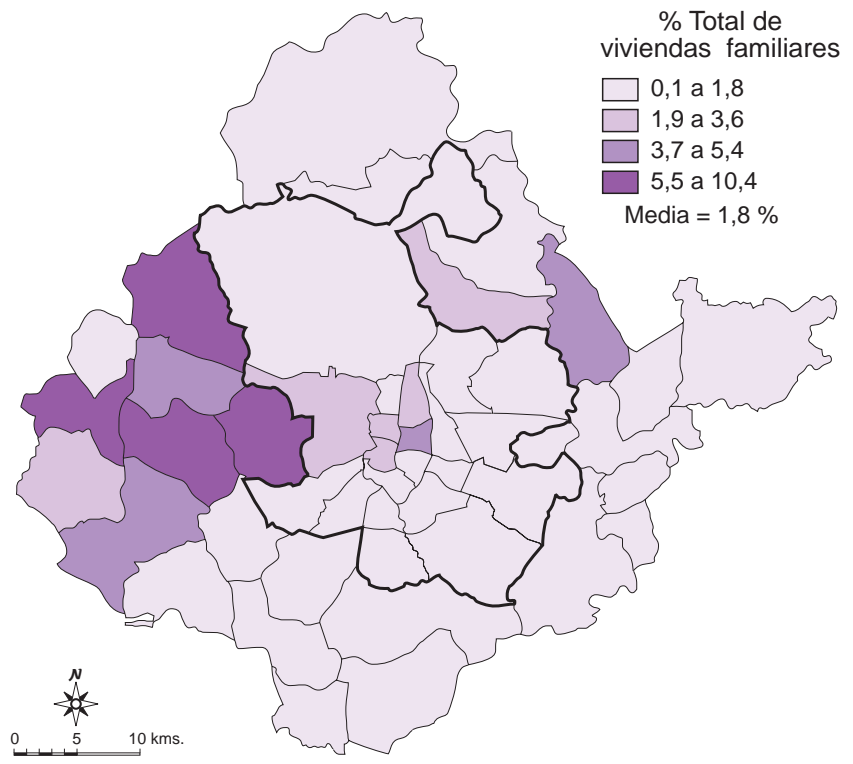 % Total de
viviendas familiares
0,1 a 1,8
1,9 a 3,6
3,7 a 5,4
5,5 a 10,4
Media = 1,8 %
N
0 5 10 kms.